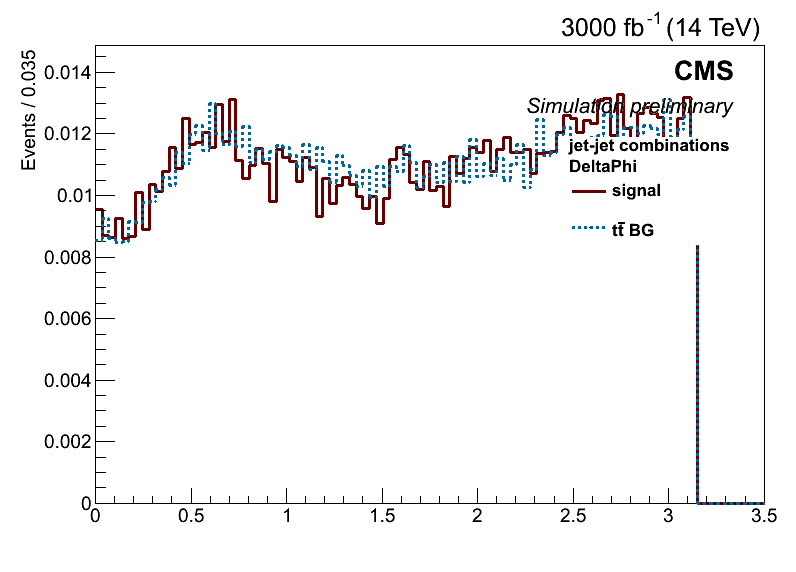 3000 fb⁻¹ (14 TeV)
Events / 0.035
CMS
Simulation preliminary
jet-jet combinations
DeltaPhi
signal
tt̄ BG
0.014
0.012
0.01
0.008
0.006
0.004
0.002
0
0 0.5 1 1.5 2 2.5 3 3.5